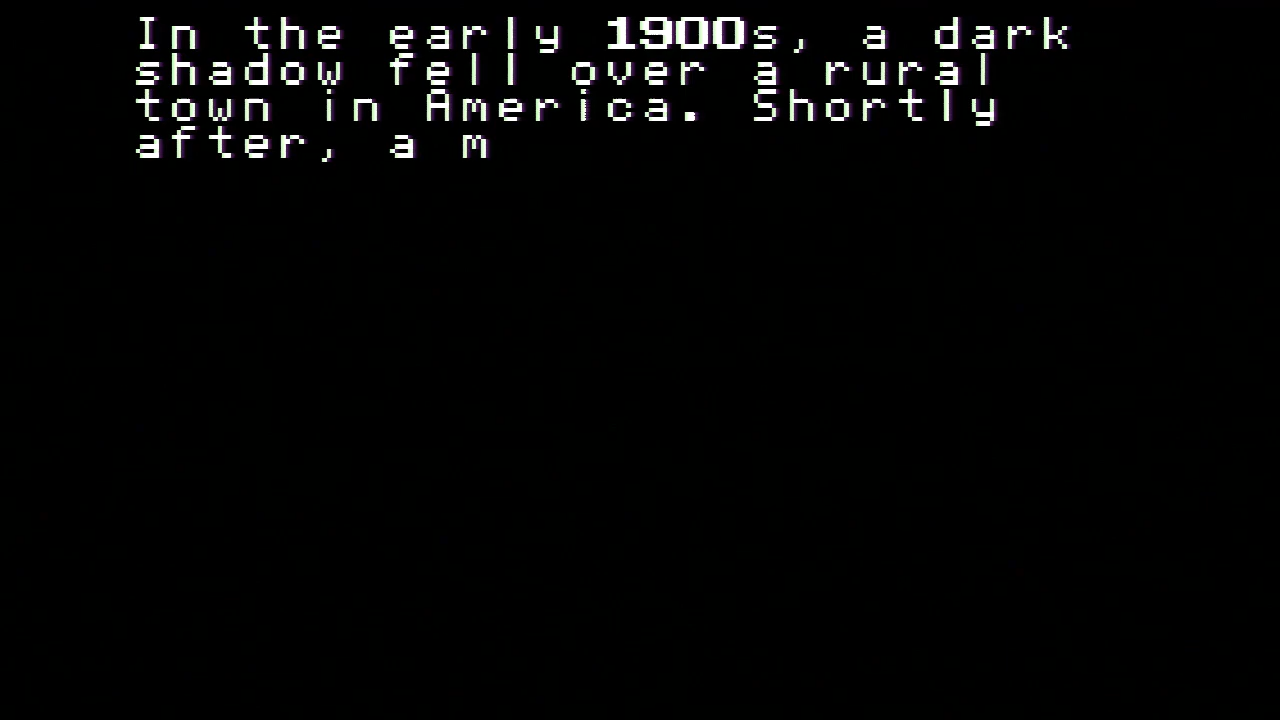 In the early 1900s, a dark
shadow fell over a rural
town in America. Shortly
after, a m